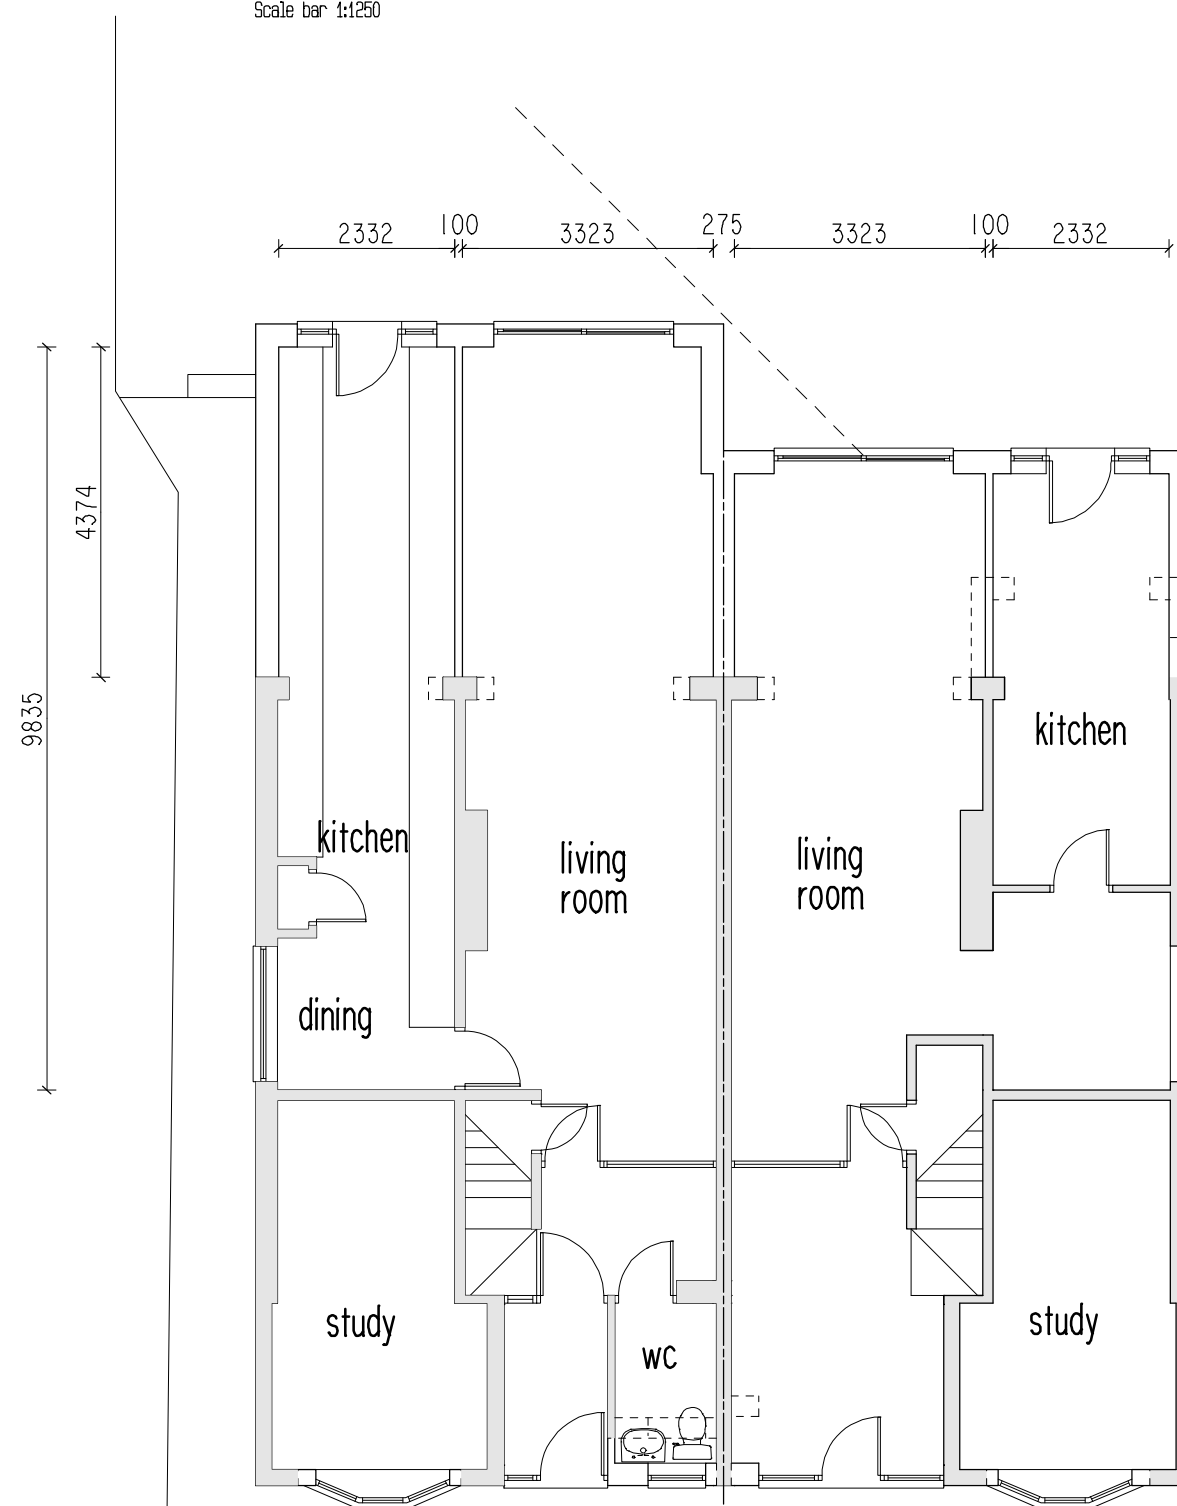 Scale bar 1:1250
2332 100 3323 275 3323 100 2332
4374
9835
kitchen
kitchen
living
room
living
room
dining
study
study
wc